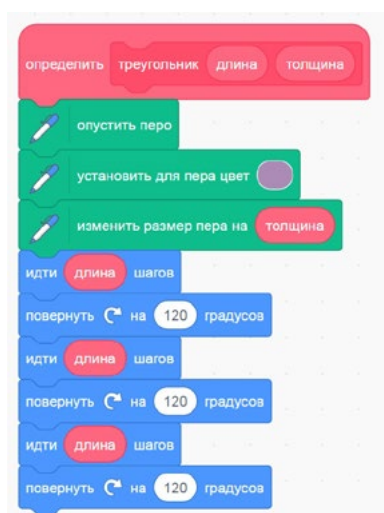 определить треугольник длина толщина
опустить перо
установить для пера цвет
изменить размер пера на толщина
идти длина шагов
повернуть на 120 градусов
идти длина шагов
повернуть на 120 градусов
идти длина шагов
повернуть на 120 градусов